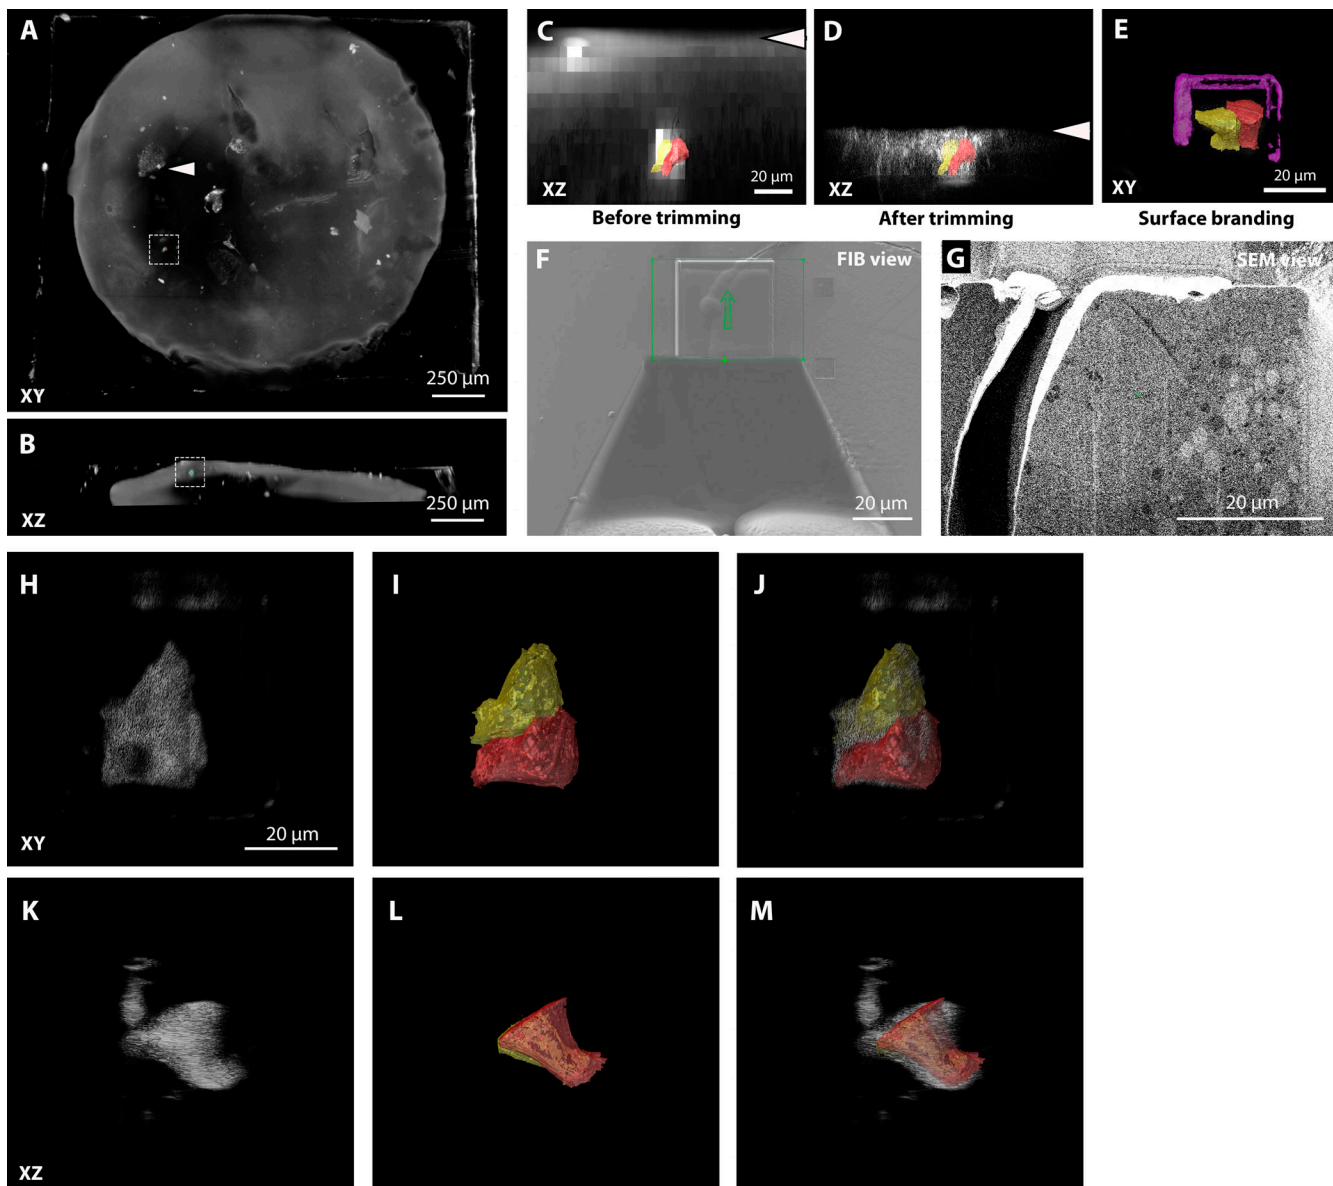 A
XY
250 µm
B
XZ
250 µm
C
XZ
20 µm
Before trimming
D
XZ
After trimming
E
XY
20 µm
Surface branding
F
FIB view
20 µm
G
SEM view
20 µm
H
XY
20 µm
I
J
K
XZ
L
M